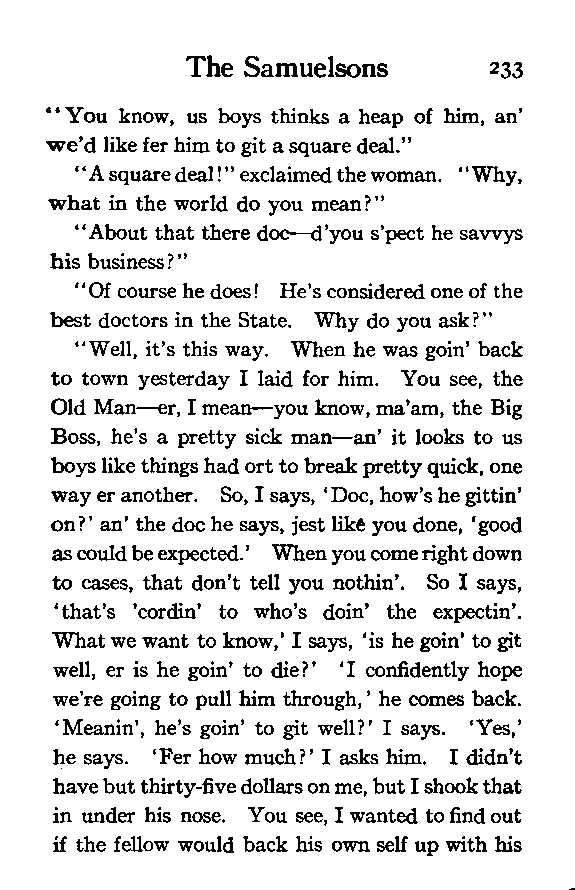 The Samuelsons 233
"You know, us boys thinks a heap of him, an'
we'd like fer him to git a square deal."
"A square deal!" exclaimed the woman. "Why,
what in the world do you mean?"
"About that there doc—d'you s'pect he savvys
his business?"
"Of course he does! He's considered one of the
best doctors in the State. Why do you ask?"
"Well, it's this way. When he was goin' back
to town yesterday I laid for him. You see, the
Old Man—er, I mean—you know, ma'am, the Big
Boss, he's a pretty sick man—an' it looks to us
boys like things had ort to break pretty quick, one
way er another. So, I says, 'Doc, how's he gittin'
on?' an' the doc he says, jest like you done, 'good
as could be expected.' When you come right down
to cases, that don't tell you nothin'. So I says,
'that's 'cordin' to who's doin' the expectin'.
What we want to know,' I says, 'is he goin' to git
well, er is he goin' to die?' 'I confidently hope
we're going to pull him through,' he comes back.
'Meanin', he's goin' to git well?' I says. 'Yes,'
he says. 'Fer how much?' I asks him. I didn't
have but thirty-five dollars on me, but I shook that
in under his nose. You see, I wanted to find out
if the fellow would back his own self up with his